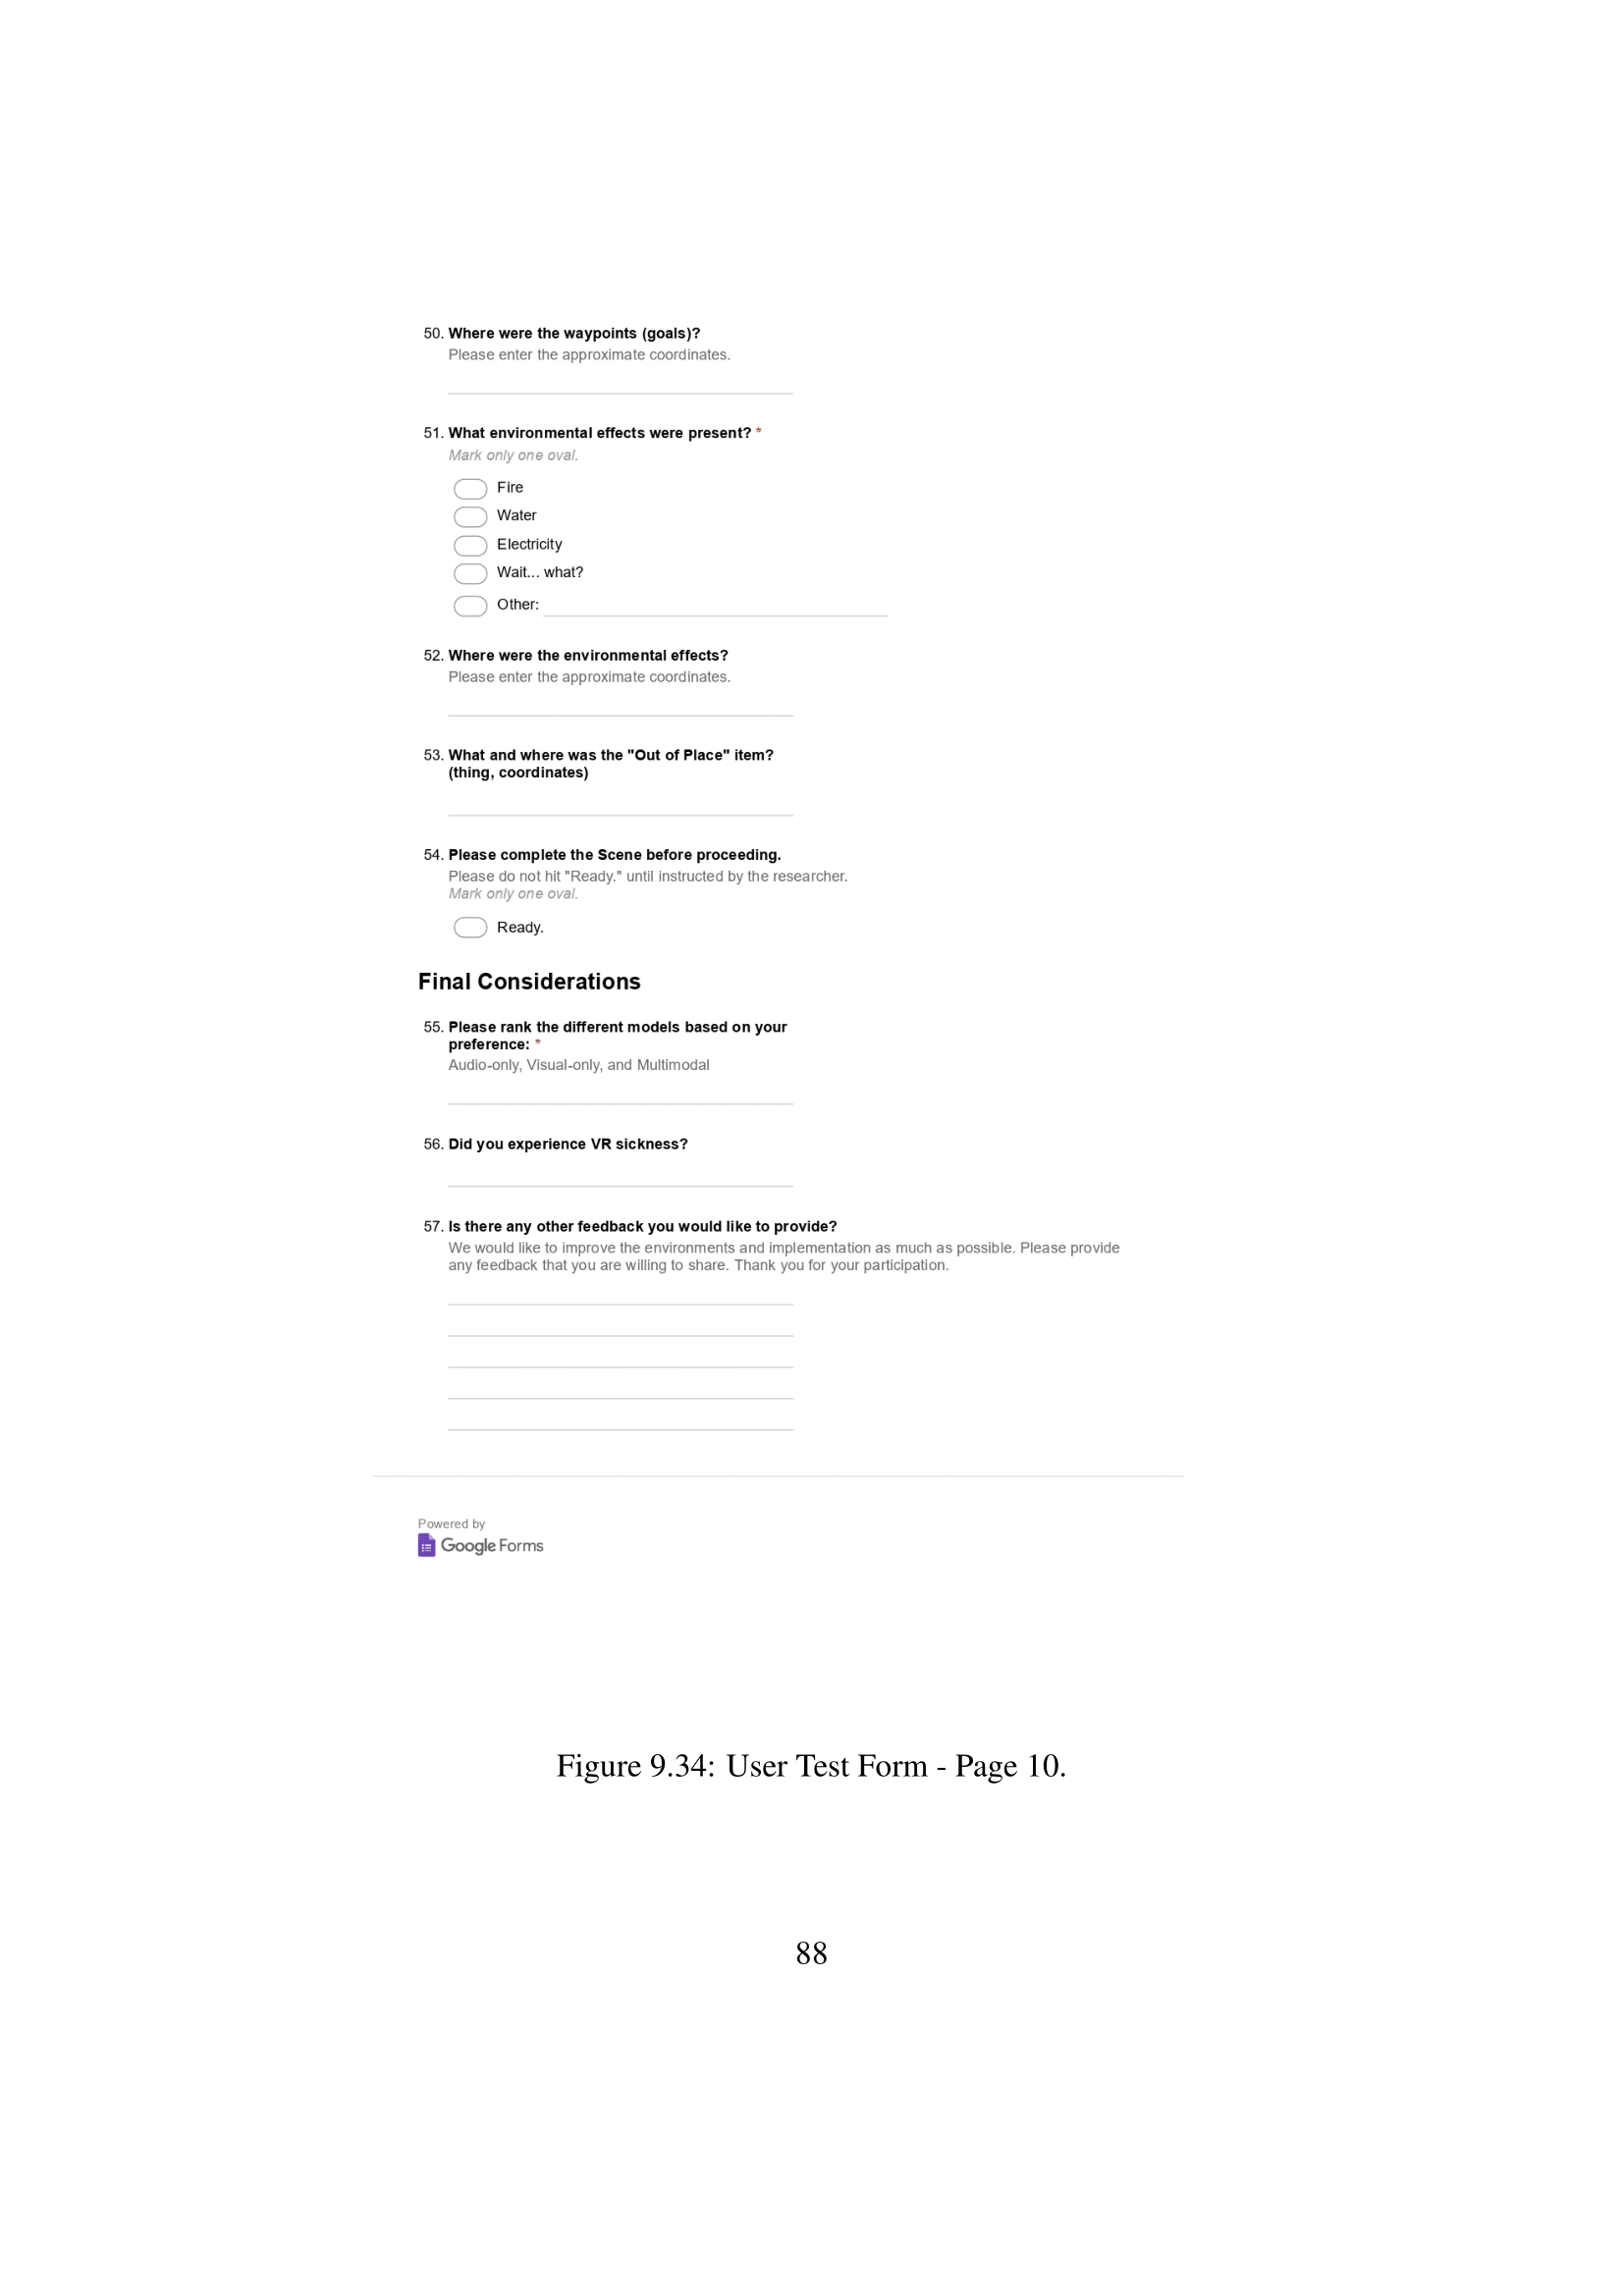 50. Where were the waypoints (goals)?
Please enter the approximate coordinates.
51. What environmental effects were present? *
Mark only one oval.
Fire
Water
Electricity
Wait... what?
Other:
52. Where were the environmental effects?
Please enter the approximate coordinates.
53. What and where was the "Out of Place" item?
(thing, coordinates)
54. Please complete the Scene before proceeding.
Please do not hit "Ready." until instructed by the researcher.
Mark only one oval.
Ready.
Final Considerations
55. Please rank the different models based on your
preference: *
Audio-only, Visual-only, and Multimodal
56. Did you experience VR sickness?
57. Is there any other feedback you would like to provide?
We would like to improve the environments and implementation as much as possible. Please provide
any feedback that you are willing to share. Thank you for your participation.
Powered by
Google Forms
Figure 9.34: User Test Form - Page 10.
88